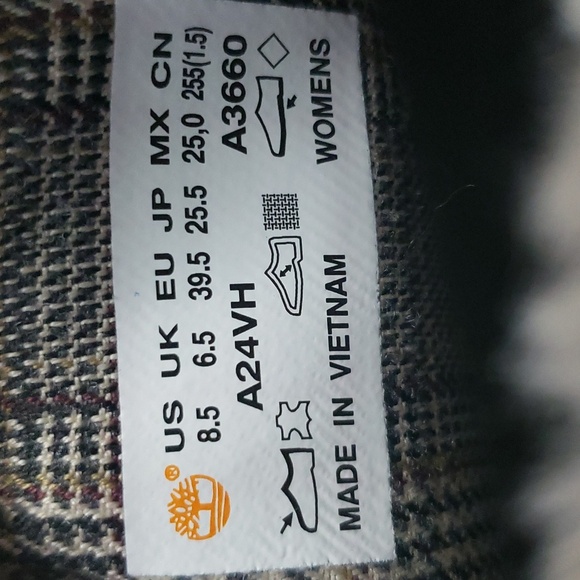 US UK EU JP MX CN
8.5 6.5 39.5 25.5 25,0 255(1.5)
A24VH A3660
MADE IN VIETNAM WOMENS
®